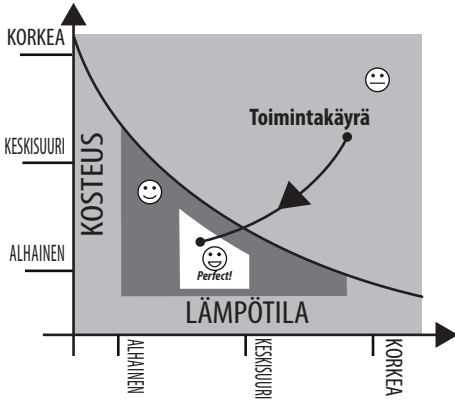 KORKEA
Toimintakäyrä
KESKISUURI
KOSTEUS
ALHAINEN
Perfect!
LÄMPÖTILA
ALHAINEN
KESKISUURI
KORKEA